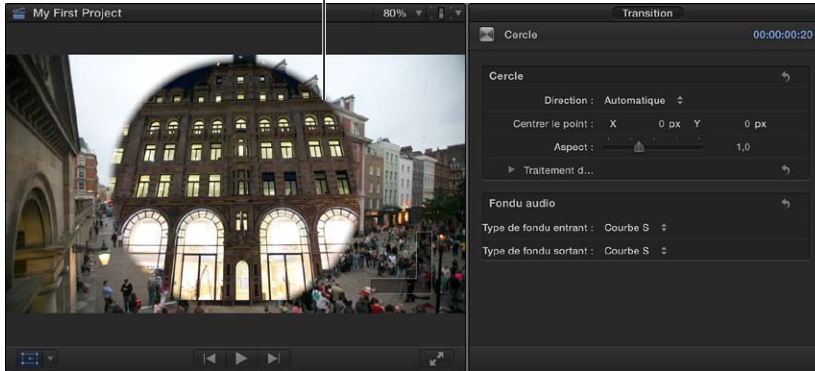 My First Project
80%
Transition
Cercle
00:00:00:20
Cercle
Direction : Automatique
Centrer le point : X 0 px Y 0 px
Aspect : 1,0
Traitement d...
Fondu audio
Type de fondu entrant : Courbe S
Type de fondu sortant : Courbe S